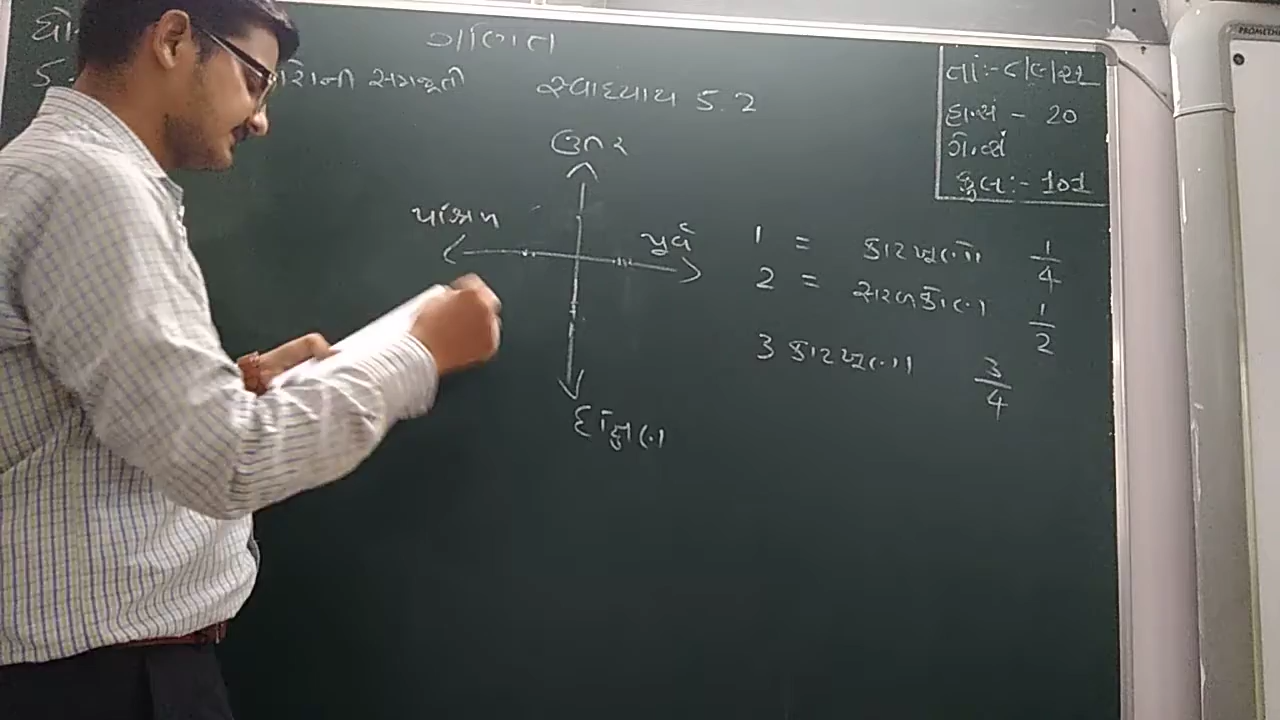 ગણિત
ની સમજૂતી સ્વાધ્યાય 5.2
હા.સં - 20
ગે.સં
કુલ:- 101
ઉત્તર
પશ્ચિમ
પૂર્વ
દક્ષિણ
1 = કાટખૂણો 1/4
2 = સરળકોણ 1/2
3 કાટખૂણા 3/4
PROMETHE